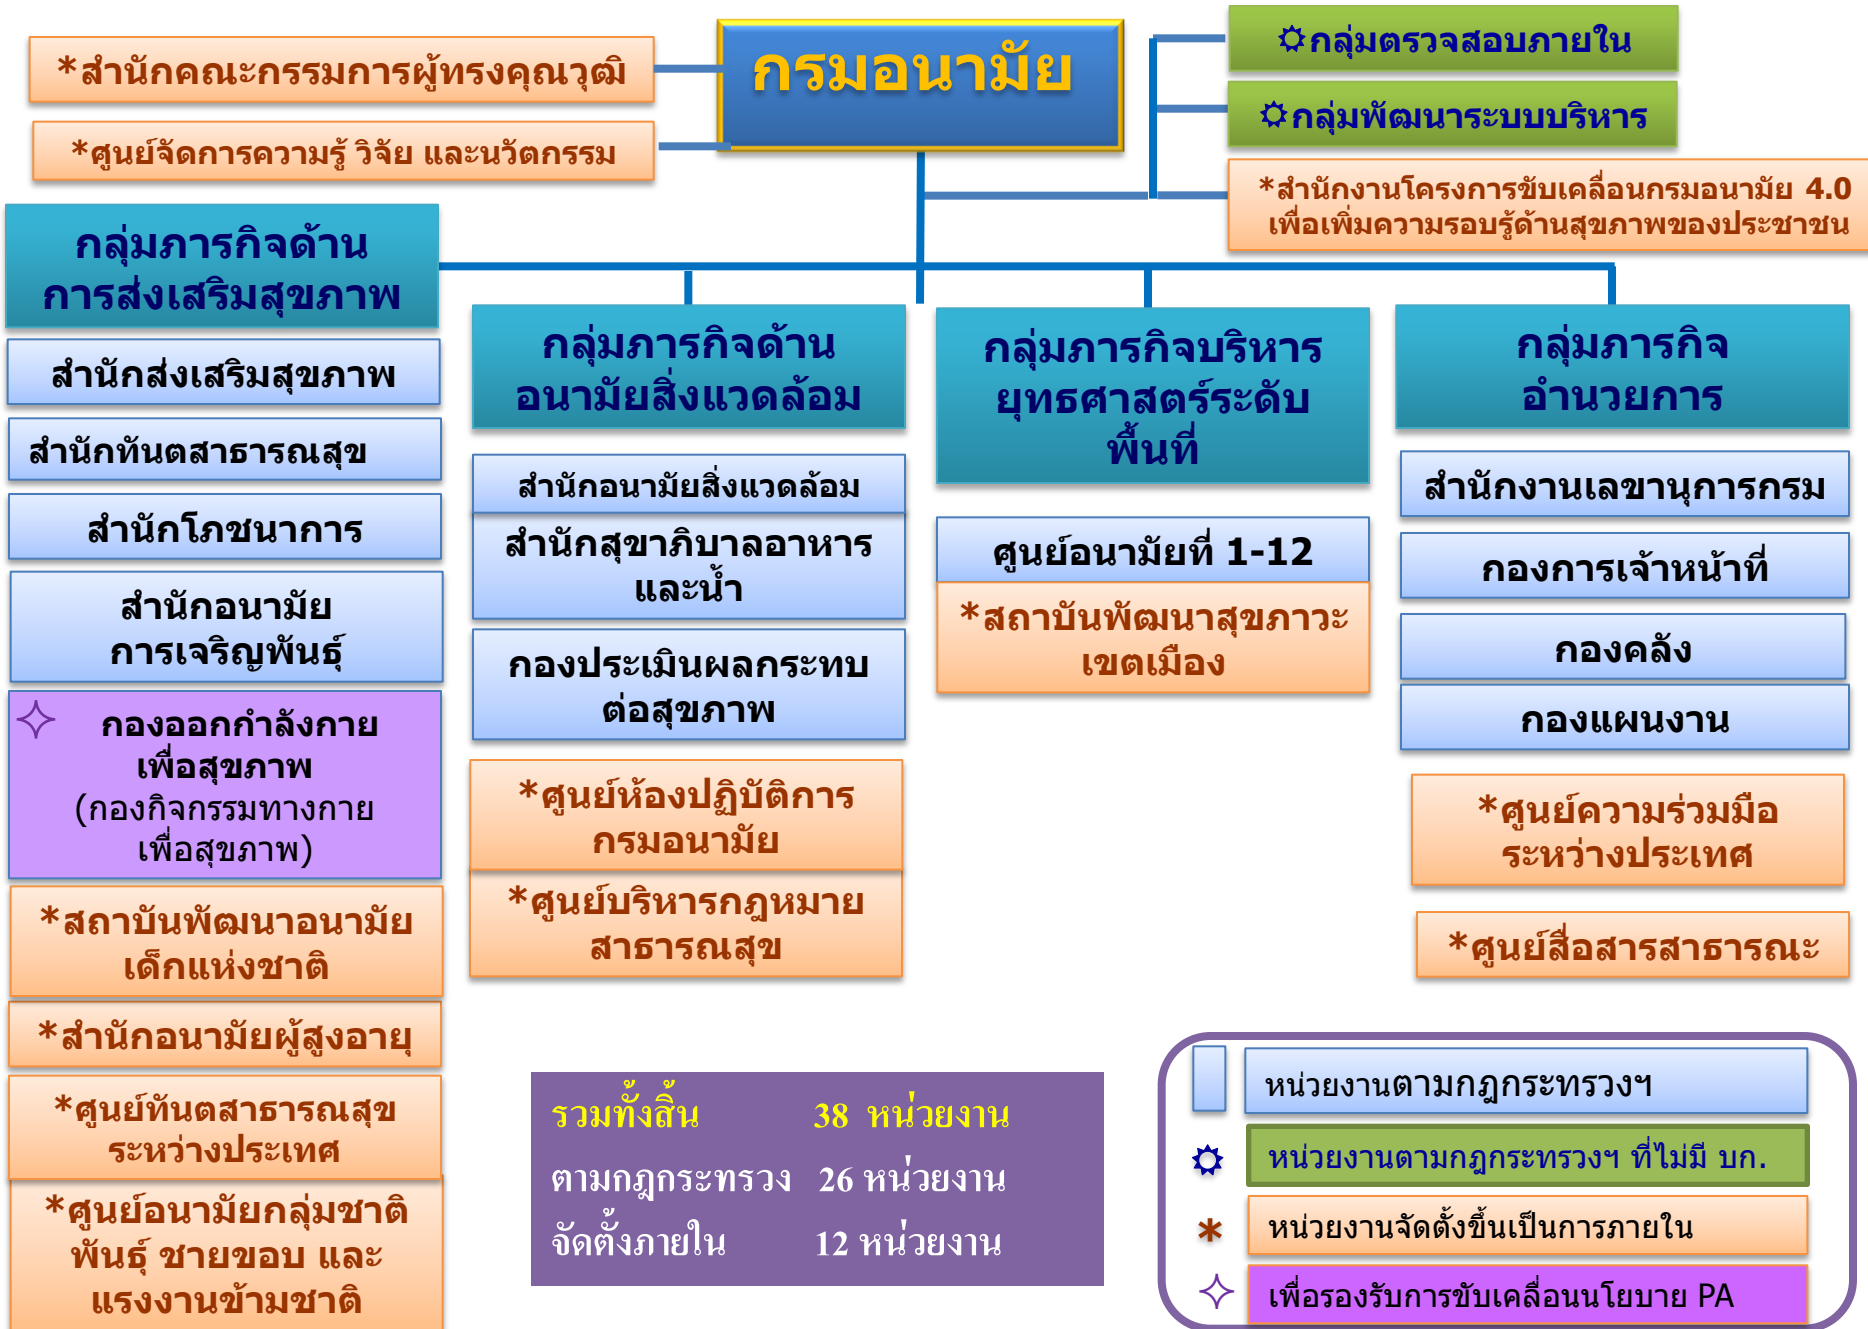 กรมอนามัย
*สำนักคณะกรรมการผู้ทรงคุณวุฒิ
*ศูนย์จัดการความรู้ วิจัย และนวัตกรรม
กลุ่มตรวจสอบภายใน
กลุ่มพัฒนาระบบบริหาร
*สำนักงานโครงการขับเคลื่อนกรมอนามัย 4.0
เพื่อเพิ่มความรอบรู้ด้านสุขภาพของประชาชน
กลุ่มภารกิจด้าน
การส่งเสริมสุขภาพ
สำนักส่งเสริมสุขภาพ
สำนักทันตสาธารณสุข
สำนักโภชนาการ
สำนักอนามัย
การเจริญพันธุ์
กองออกกำลังกาย
เพื่อสุขภาพ
(กองกิจกรรมทางกาย
เพื่อสุขภาพ)
*สถาบันพัฒนาอนามัย
เด็กแห่งชาติ
*สำนักอนามัยผู้สูงอายุ
*ศูนย์ทันตสาธารณสุข
ระหว่างประเทศ
*ศูนย์อนามัยกลุ่มชาติ
พันธุ์ ชายขอบ และ
แรงงานข้ามชาติ
กลุ่มภารกิจด้าน
อนามัยสิ่งแวดล้อม
สำนักอนามัยสิ่งแวดล้อม
สำนักสุขาภิบาลอาหาร
และน้ำ
กองประเมินผลกระทบ
ต่อสุขภาพ
*ศูนย์ห้องปฏิบัติการ
กรมอนามัย
*ศูนย์บริหารกฎหมาย
สาธารณสุข
กลุ่มภารกิจบริหาร
ยุทธศาสตร์ระดับ
พื้นที่
ศูนย์อนามัยที่ 1-12
*สถาบันพัฒนาสุขภาวะ
เขตเมือง
กลุ่มภารกิจ
อำนวยการ
สำนักงานเลขานุการกรม
กองการเจ้าหน้าที่
กองคลัง
กองแผนงาน
*ศูนย์ความร่วมมือ
ระหว่างประเทศ
*ศูนย์สื่อสารสาธารณะ
รวมทั้งสิ้น 38 หน่วยงาน
ตามกฎกระทรวง 26 หน่วยงาน
จัดตั้งภายใน 12 หน่วยงาน
หน่วยงานตามกฎกระทรวงฯ
หน่วยงานตามกฎกระทรวงฯ ที่ไม่มี บก.
* หน่วยงานจัดตั้งขึ้นเป็นการภายใน
เพื่อรองรับการขับเคลื่อนนโยบาย PA